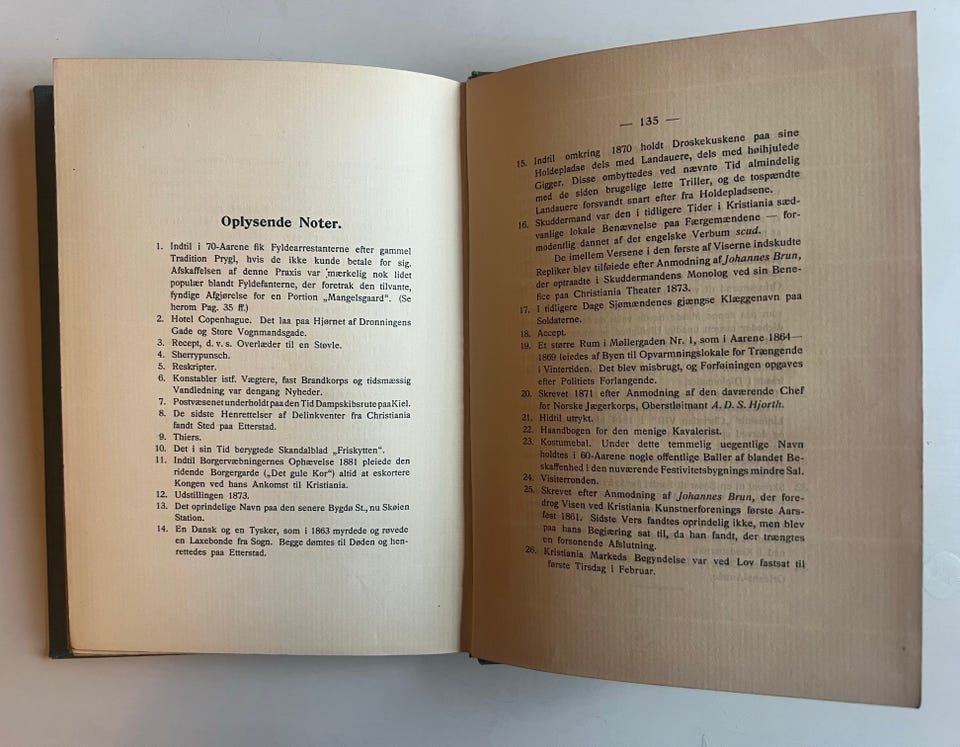 Oplysende Noter.
1. Indtil i 70-Aarene fik Fyldearrestanterne efter gammel
Tradition Prygl, hvis de ikke kunde betale for sig.
Afskaffelsen af denne Praxis var mærkelig nok lidet
populær blandt Fyldefanterne, der foretrak den tilvante,
fyndige Afgjørelse for en Portion „Mangelsgaard“. (Se
herom Pag. 35 ff.)
2. Hotel Copenhague. Det laa paa Hjørnet af Dronningens
Gade og Store Vognmandsgade.
3. Recept, d. v. s. Overlæder til en Støvle.
4. Sherrypunsch.
5. Reskripter.
6. Konstabler istf. Vægtere, fast Brandkorps og tidsmæssig
Vandledning var dengang Nyheder.
7. Postvæsenet underholdt paa den Tid Dampskibsrute paa Kiel.
8. De sidste Henrettelser af Delinkventer fra Christiania
fandt Sted paa Etterstad.
9. Thiers.
10. Det i sin Tid berygtede Skandalblad „Friskytten“.
11. Indtil Borgervæbningernes Ophævelse 1881 pleiede den
ridende Borgergarde („Det gule Kor“) altid at eskortere
Kongen ved hans Ankomst til Kristiania.
12. Udstillingen 1873.
13. Det oprindelige Navn paa den senere Bygdø St., nu Skøien
Station.
14. En Dansk og en Tysker, som i 1863 myrdede og røvede
en Laxebonde fra Sogn. Begge dømtes til Døden og hen-
rettedes paa Etterstad.
— 135 —
15. Indtil omkring 1870 holdt Droskekuskene paa sine
Holdepladse dels med Landauere, dels med høihjulede
Gigger. Disse ombyttedes ved nævnte Tid almindelig
med de siden brugelige lette Triller, og de tospændte
Landauere forsvandt snart efter fra Holdepladsene.
16. Skuddermand var den i tidligere Tider i Kristiania sæd-
vanlige lokale Benævnelse paa Færgemændene — for-
modentlig dannet af det engelske Verbum scud.
De imellem Versene i den første af Viserne indskudte
Repliker blev tilføiede efter Anmodning af Johannes Brun,
der optraadte i Skuddermandens Monolog ved sin Bene-
fice paa Christiania Theater 1873.
17. I tidligere Dage Sjømændenes gjængse Klæggenavn paa
Soldaterne.
18. Accept.
19. Et større Rum i Møllergaden Nr. 1, som i Aarene 1864—
1869 leiedes af Byen til Opvarmningslokale for Trængende
i Vintertiden. Det blev misbrugt, og Forføiningen opgaves
efter Politiets Forlangende.
20. Skrevet 1871 efter Anmodning af den daværende Chef
for Norske Jægerkorps, Oberstløitnant A. D. S. Hjorth.
21. Hidtil utrykt.
22. Haandbogen for den menige Kavalerist.
23. Kostumebal. Under dette temmelig uegentlige Navn
holdtes i 60-Aarene nogle offentlige Baller af blandet Be-
skaffenhed i den nuværende Festivitetsbygnings mindre Sal.
24. Visiterronden.
25. Skrevet efter Anmodning af Johannes Brun, der fore-
drog Visen ved Kristiania Kunstnerforenings første Aars-
fest 1861. Sidste Vers fandtes oprindelig ikke, men blev
paa hans Begjæring sat til, da han fandt, der trængtes
en forsonende Afslutning.
26. Kristiania Markeds Begyndelse var ved Lov fastsat til
første Tirsdag i Februar.